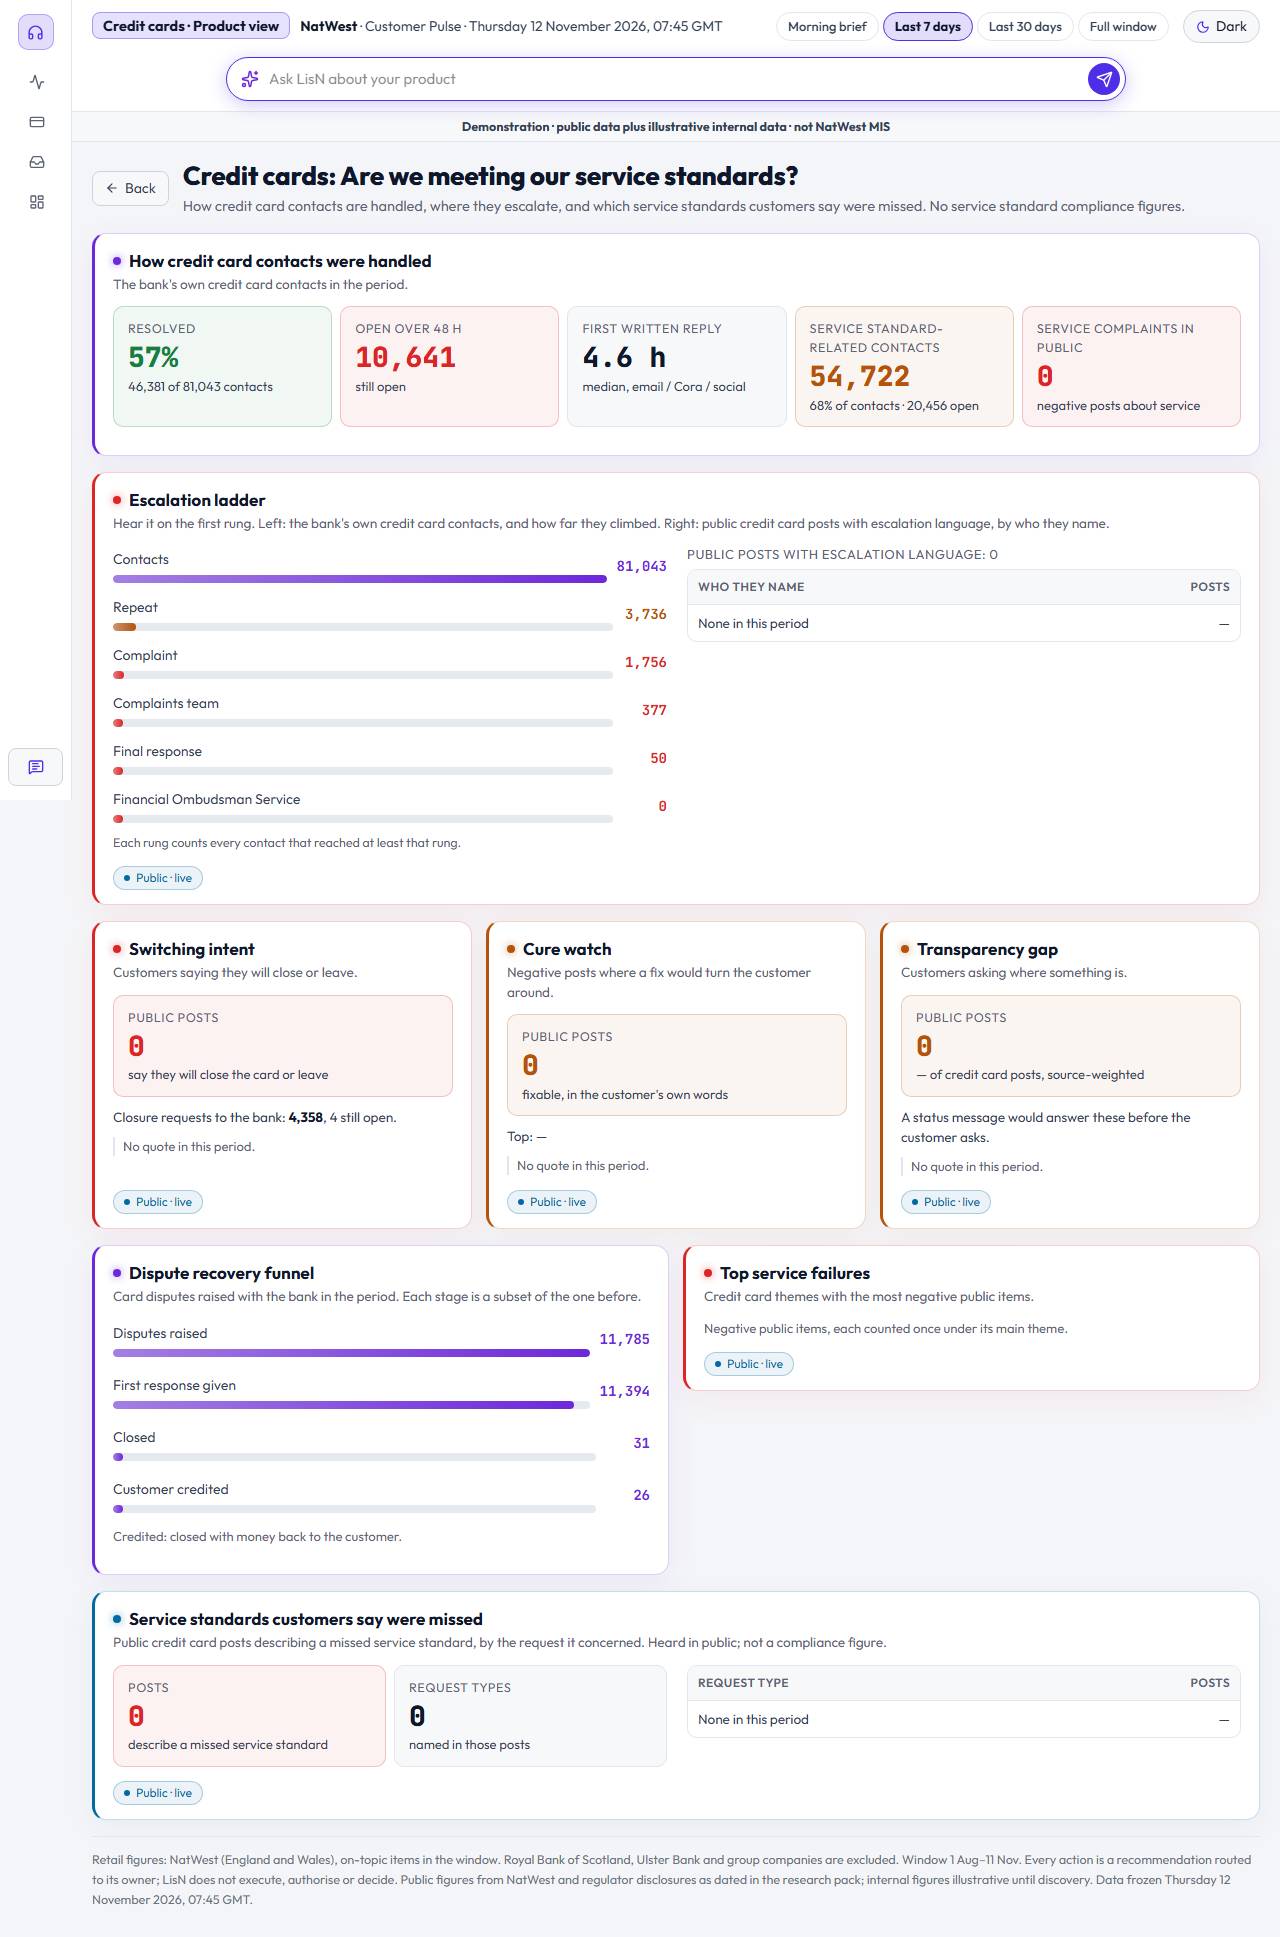 Credit cards · Product view
NatWest · Customer Pulse · Thursday 12 November 2026, 07:45 GMT
Morning brief
Last 7 days
Last 30 days
Full window
Dark
Ask LisN about your product
Demonstration · public data plus illustrative internal data · not NatWest MIS
Back
Credit cards: Are we meeting our service standards?
How credit card contacts are handled, where they escalate, and which service standards customers say were missed. No service standard compliance figures.
How credit card contacts were handled
The bank's own credit card contacts in the period.
RESOLVED
57%
46,381 of 81,043 contacts
OPEN OVER 48 H
10,641
still open
FIRST WRITTEN REPLY
4.6 h
median, email / Cora / social
SERVICE STANDARD-
RELATED CONTACTS
54,722
68% of contacts · 20,456 open
SERVICE COMPLAINTS IN
PUBLIC
0
negative posts about service
Escalation ladder
Hear it on the first rung. Left: the bank's own credit card contacts, and how far they climbed. Right: public credit card posts with escalation language, by who they name.
Contacts
81,043
Repeat
3,736
Complaint
1,756
Complaints team
377
Final response
50
Financial Ombudsman Service
0
Each rung counts every contact that reached at least that rung.
PUBLIC POSTS WITH ESCALATION LANGUAGE: 0
WHO THEY NAME POSTS
None in this period —
Public · live
Switching intent
Customers saying they will close or leave.
PUBLIC POSTS
0
say they will close the card or leave
Closure requests to the bank: 4,358, 4 still open.
No quote in this period.
Public · live
Cure watch
Negative posts where a fix would turn the customer
around.
PUBLIC POSTS
0
fixable, in the customer's own words
Top: —
No quote in this period.
Public · live
Transparency gap
Customers asking where something is.
PUBLIC POSTS
0
— of credit card posts, source-weighted
A status message would answer these before the
customer asks.
No quote in this period.
Public · live
Dispute recovery funnel
Card disputes raised with the bank in the period. Each stage is a subset of the one before.
Disputes raised
11,785
First response given
11,394
Closed
31
Customer credited
26
Credited: closed with money back to the customer.
Top service failures
Credit card themes with the most negative public items.
Negative public items, each counted once under its main theme.
Public · live
Service standards customers say were missed
Public credit card posts describing a missed service standard, by the request it concerned. Heard in public; not a compliance figure.
POSTS
0
describe a missed service standard
REQUEST TYPES
0
named in those posts
REQUEST TYPE POSTS
None in this period —
Public · live
Retail figures: NatWest (England and Wales), on-topic items in the window. Royal Bank of Scotland, Ulster Bank and group companies are excluded. Window 1 Aug–11 Nov. Every action is a recommendation routed
to its owner; LisN does not execute, authorise or decide. Public figures from NatWest and regulator disclosures as dated in the research pack; internal figures illustrative until discovery. Data frozen Thursday 12
November 2026, 07:45 GMT.